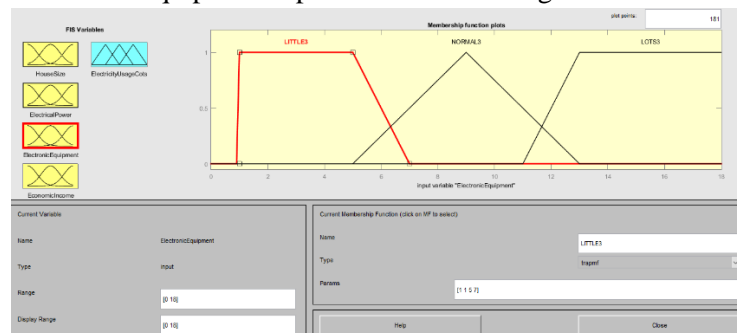 FIS Variables
Membership function plots
plot points:
181
LITTLE3
NORMAL3
LOTS3
1
0.5
0
0 2 4 6 8 10 12 14 16 18
input variable "ElectronicEquipment"
HouseSize
ElectricityUsngeCots
ElectricalPower
ElectronicEquipment
EconomicIncome
Current Variable
Name
ElectronicEquipment
Type
input
Range
[0 18]
Display Range
[0 18]
Current Membership Function (click on MF to select)
Name
LITTLE3
Type
trapmf
Params
[1 1 5 7]
Help
Close